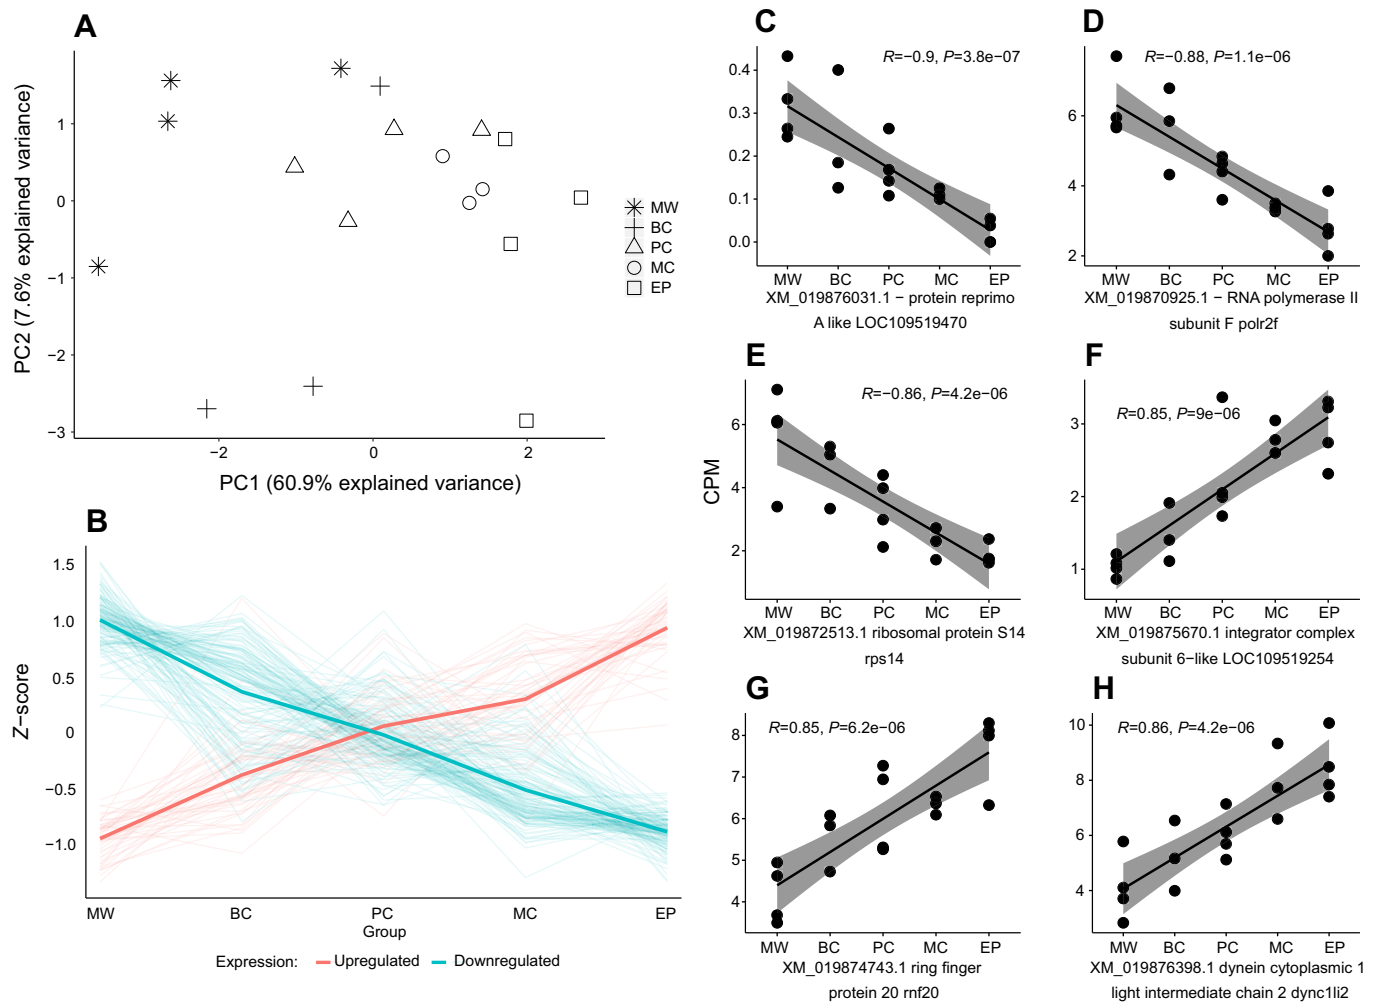 A
PC2 (7.6% explained variance)
1
0
−1
−2
−3
−2
0
2
PC1 (60.9% explained variance)
MW
BC
PC
MC
EP
B
Z−score
1.5
1.0
0.5
0
−0.5
−1.0
MW BC PC MC EP
Group
Expression: Upregulated Downregulated
C
R=−0.9, P=3.8e−07
0.4
0.3
0.2
0.1
0.0
MW BC PC MC EP
XM_019876031.1 − protein reprimo
A like LOC109519470
D
R=−0.88, P=1.1e−06
6
4
2
MW BC PC MC EP
XM_019870925.1 − RNA polymerase II
subunit F polr2f
CPM
E
R=−0.86, P=4.2e−06
6
4
2
MW BC PC MC EP
XM_019872513.1 ribosomal protein S14
rps14
F
R=0.85, P=9e−06
3
2
1
MW BC PC MC EP
XM_019875670.1 integrator complex
subunit 6−like LOC109519254
G
R=0.85, P=6.2e−06
8
7
6
5
4
MW BC PC MC EP
XM_019874743.1 ring finger
protein 20 rnf20
H
R=0.86, P=4.2e−06
10
8
6
4
MW BC PC MC EP
XM_019876398.1 dynein cytoplasmic 1
light intermediate chain 2 dync1li2